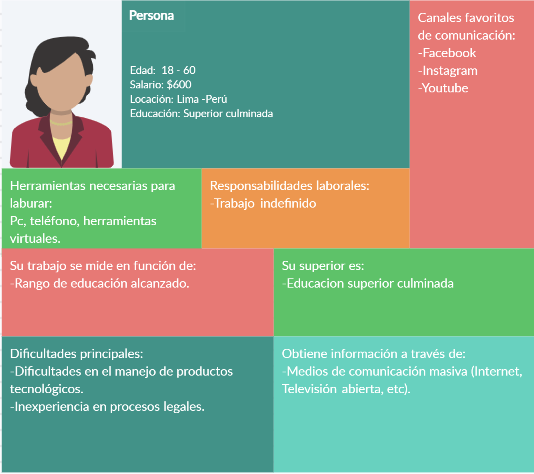 Persona
Edad: 18 - 60
Salario: $600
Locación: Lima -Perú
Educación: Superior culminada
Canales favoritos
de comunicación:
-Facebook
-Instagram
-Youtube
Herramientas necesarias para
laburar:
Pc, teléfono, herramientas
virtuales.
Responsabilidades laborales:
-Trabajo indefinido
Su trabajo se mide en función de:
-Rango de educación alcanzado.
Su superior es:
-Educacion superior culminada
Dificultades principales:
-Dificultades en el manejo de productos
tecnológicos.
-Inexperiencia en procesos legales.
Obtiene información a través de:
-Medios de comunicación masiva (Internet,
Televisión abierta, etc).